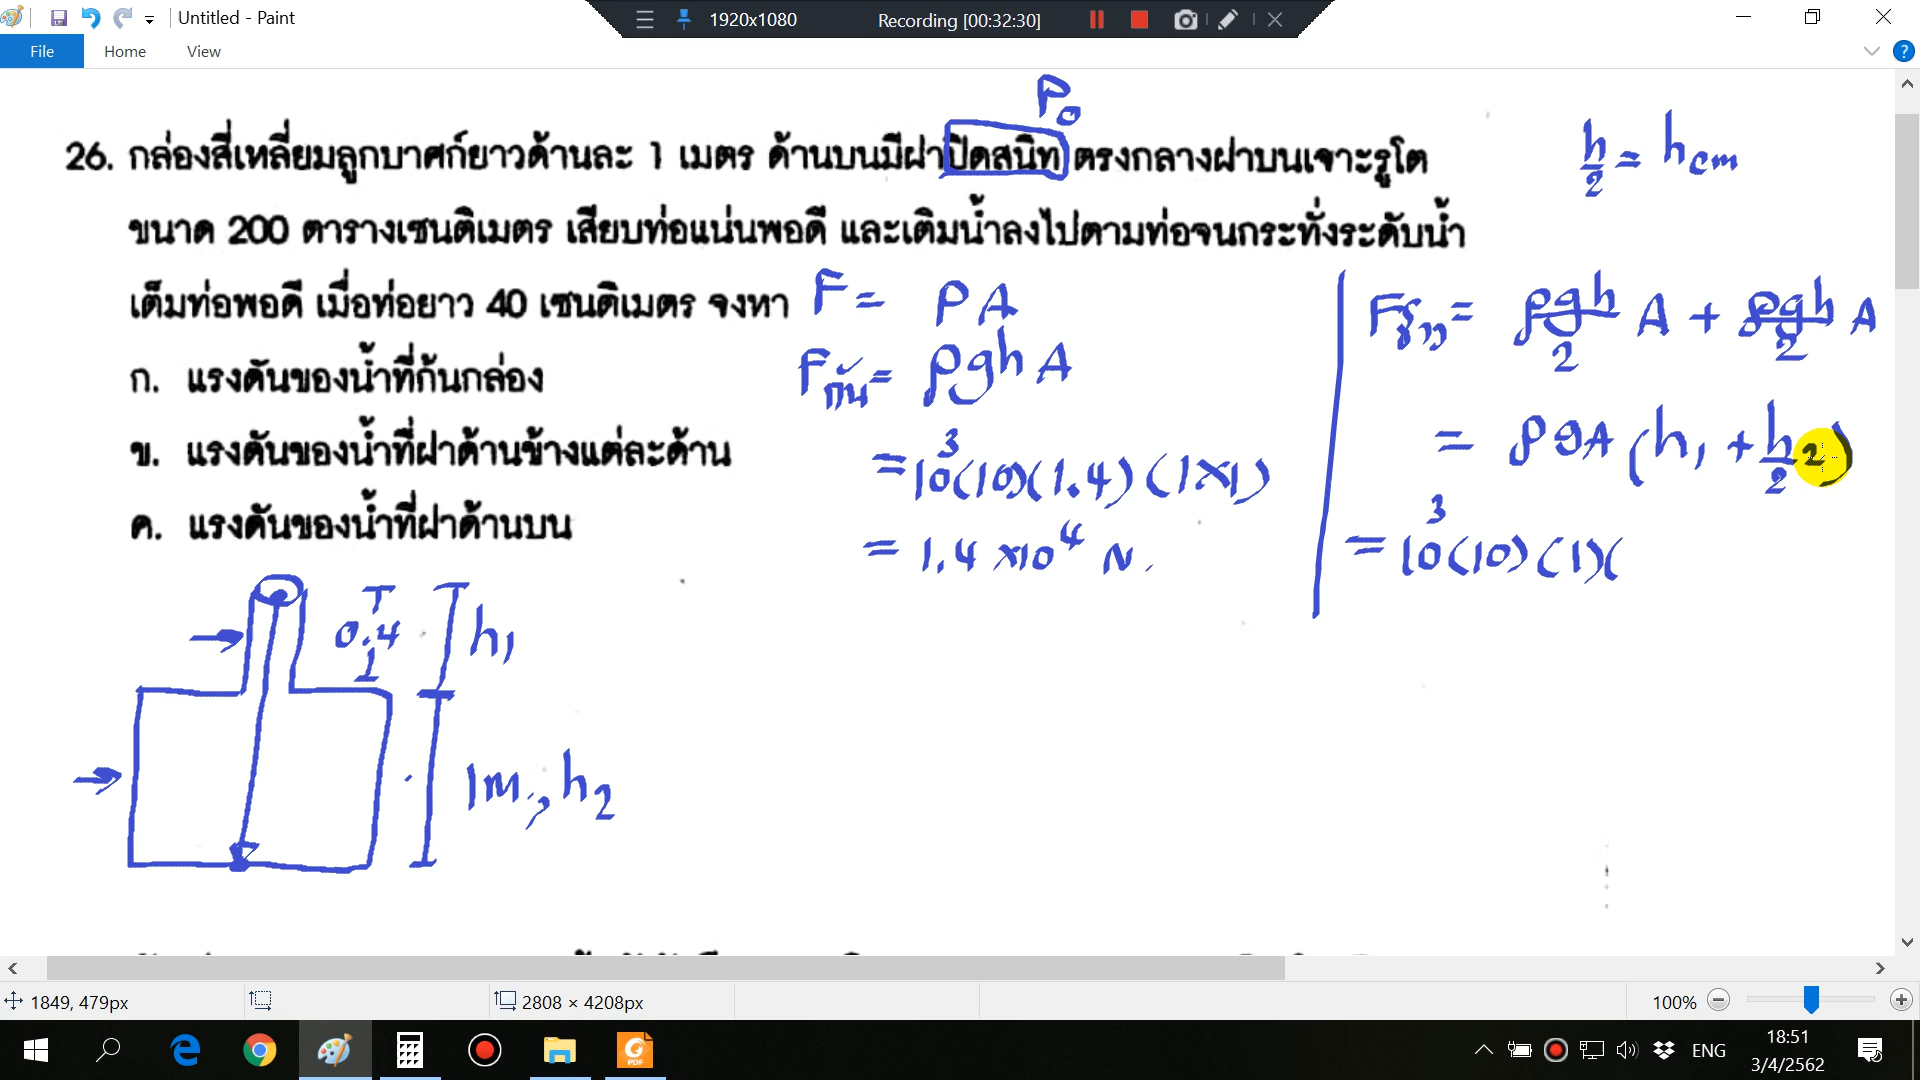 Untitled - Paint
1920x1080
Recording [00:32:30]
File
Home
View
P₀
26. กล่องสี่เหลี่ยมลูกบาศก์ยาวด้านละ 1 เมตร ด้านบนมีฝาปิดสนิท ตรงกลางฝาบนเจาะรูโต
ขนาด 200 ตารางเซนติเมตร เสียบท่อแน่นพอดี และเติมน้ำลงไปตามท่อจนกระทั่งระดับน้ำ
เต็มท่อพอดี เมื่อท่อยาว 40 เซนติเมตร จงหา
ก. แรงดันของน้ำที่ก้นกล่อง
ข. แรงดันของน้ำที่ฝาด้านข้างแต่ละด้าน
ค. แรงดันของน้ำที่ฝาด้านบน
h/2 = hcm
F = PA
Fก้น = ρghA
= 10³(10)(1.4)(1×1)
= 1.4 ×10⁴ N.
= ρgh/2 A + ρgh/2 A
= ρgA(h₁ + h₂/2)
= 10³(10)(1)(
0.4
h₁
1m, h₂
1849, 479px
2808 × 4208px
100%
ENG
18:51
3/4/2562
PDF